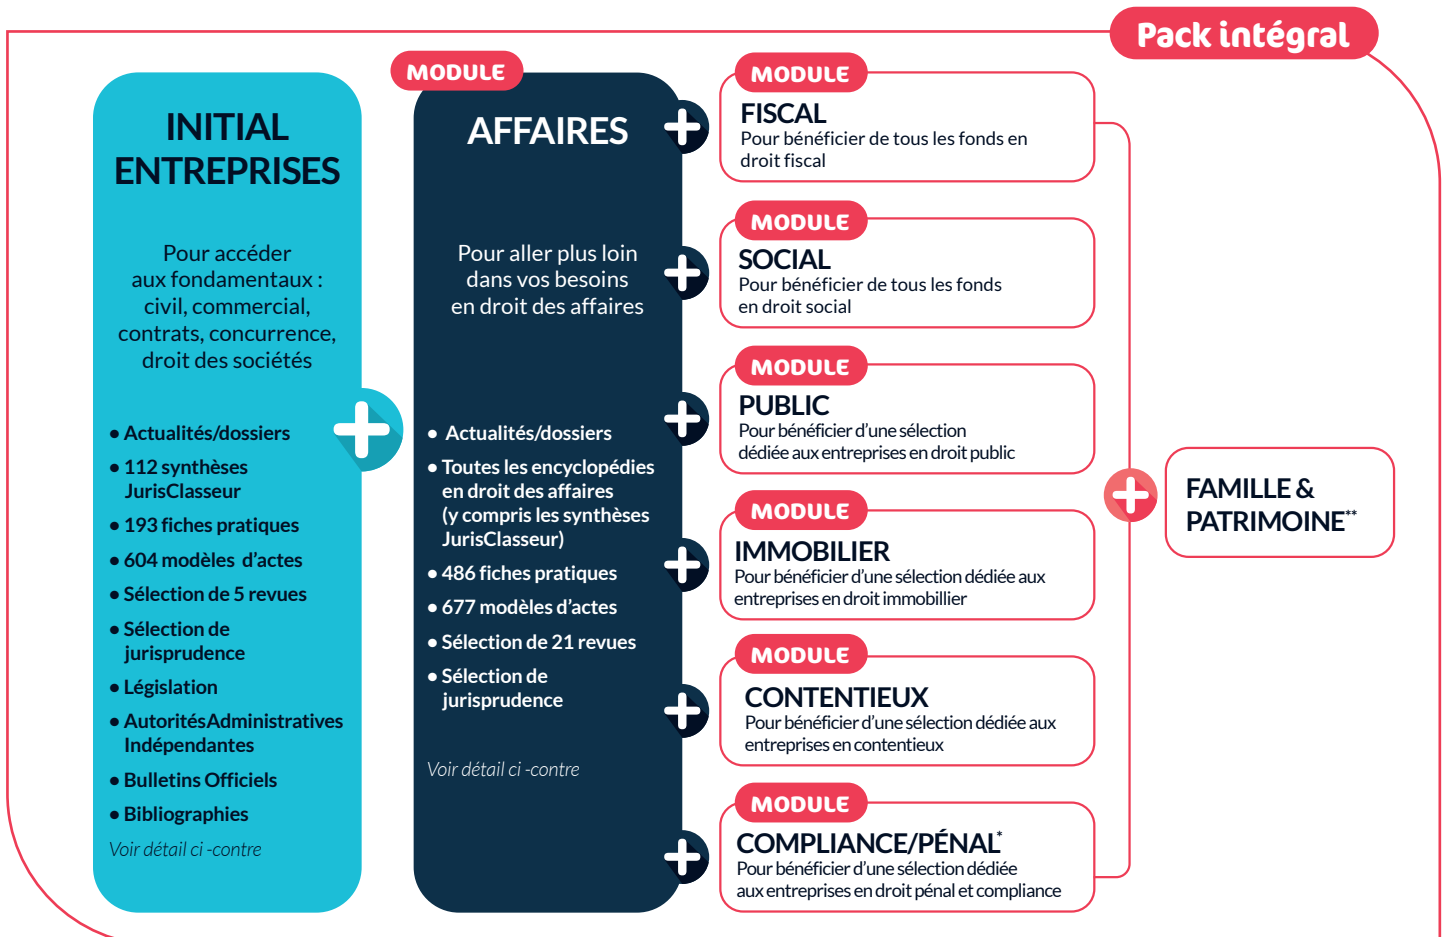 Pack intégral
INITIAL
ENTREPRISES
Pour accéder
aux fondamentaux :
civil, commercial,
contrats, concurrence,
droit des sociétés
• Actualités/dossiers
• 112 synthèses
JurisClasseur
• 193 fiches pratiques
• 604 modèles d'actes
• Sélection de 5 revues
• Sélection de
jurisprudence
• Législation
• AutoritésAdministratives
Indépendantes
• Bulletins Officiels
• Bibliographies
Voir détail ci -contre
MODULE
AFFAIRES
Pour aller plus loin
dans vos besoins
en droit des affaires
• Actualités/dossiers
• Toutes les encyclopédies
en droit des affaires
(y compris les synthèses
JurisClasseur)
• 486 fiches pratiques
• 677 modèles d'actes
• Sélection de 21 revues
• Sélection de
jurisprudence
Voir détail ci -contre
MODULE
FISCAL
Pour bénéficier de tous les fonds en
droit fiscal
MODULE
SOCIAL
Pour bénéficier de tous les fonds
en droit social
MODULE
PUBLIC
Pour bénéficier d'une sélection
dédiée aux entreprises en droit public
MODULE
IMMOBILIER
Pour bénéficier d'une sélection dédiée aux
entreprises en droit immobillier
MODULE
CONTENTIEUX
Pour bénéficier d'une sélection dédiée aux
entreprises en contentieux
MODULE
COMPLIANCE/PÉNAL*
Pour bénéficier d'une sélection dédiée
aux entreprises en droit pénal et compliance
FAMILLE &
PATRIMOINE**